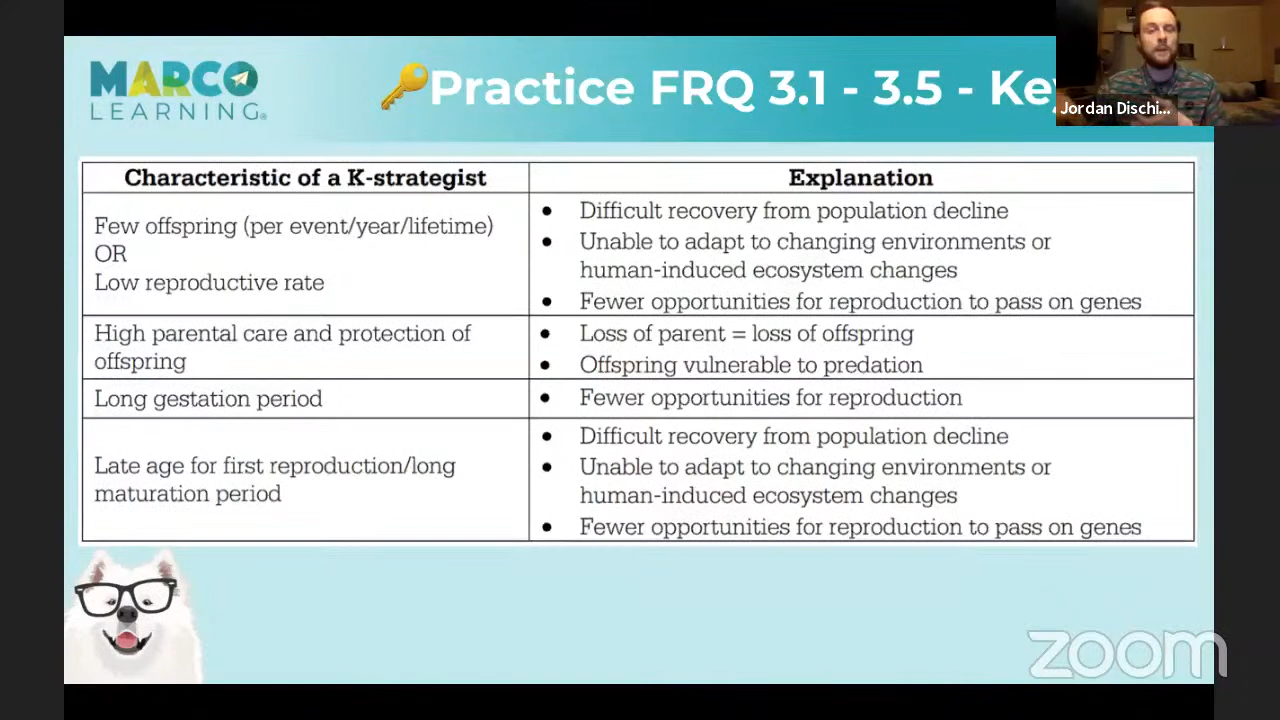 MARCO
LEARNING
Practice FRQ 3.1 - 3.5 - Key
Jordan Dischi...
Characteristic of a K-strategist
Explanation
Few offspring (per event/year/lifetime)
OR
Low reproductive rate
• Difficult recovery from population decline
• Unable to adapt to changing environments or
human-induced ecosystem changes
• Fewer opportunities for reproduction to pass on genes
High parental care and protection of
offspring
• Loss of parent = loss of offspring
• Offspring vulnerable to predation
Long gestation period
• Fewer opportunities for reproduction
Late age for first reproduction/long
maturation period
• Difficult recovery from population decline
• Unable to adapt to changing environments or
human-induced ecosystem changes
• Fewer opportunities for reproduction to pass on genes
zoom